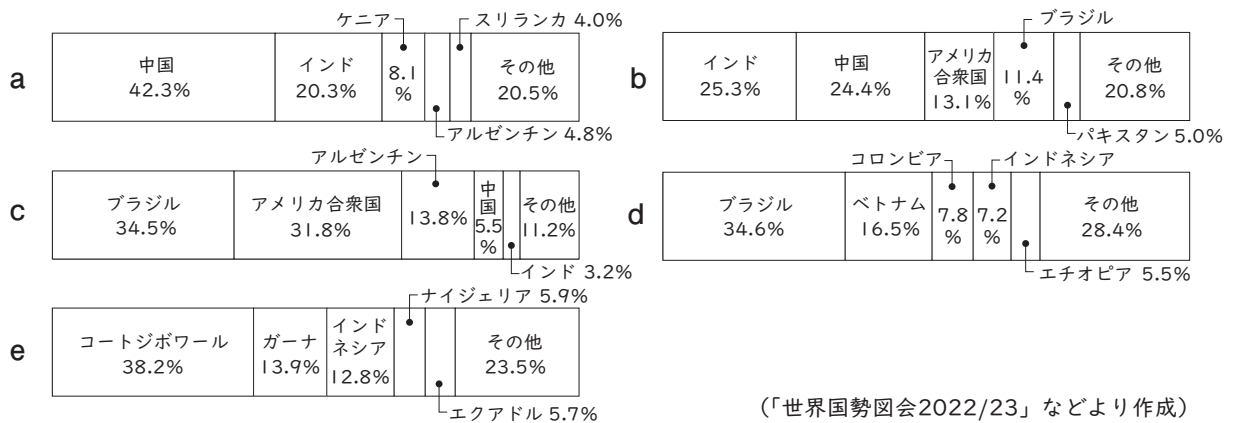 ケニア
スリランカ 4.0%
a
中国
42.3%
インド
20.3%
8.1
%
その他
20.5%
アルゼンチン 4.8%
ブラジル
b
インド
25.3%
中国
24.4%
アメリカ
合衆国
13.1%
11.4
%
その他
20.8%
パキスタン 5.0%
アルゼンチン
c
ブラジル
34.5%
アメリカ合衆国
31.8%
13.8%
中
国
5.5
%
その他
11.2%
インド 3.2%
コロンビア
インドネシア
d
ブラジル
34.6%
ベトナム
16.5%
7.8
%
7.2
%
その他
28.4%
エチオピア 5.5%
ナイジェリア 5.9%
e
コートジボワール
38.2%
ガーナ
13.9%
インド
ネシア
12.8%
その他
23.5%
エクアドル 5.7%
(「世界国勢図会2022/23」などより作成)